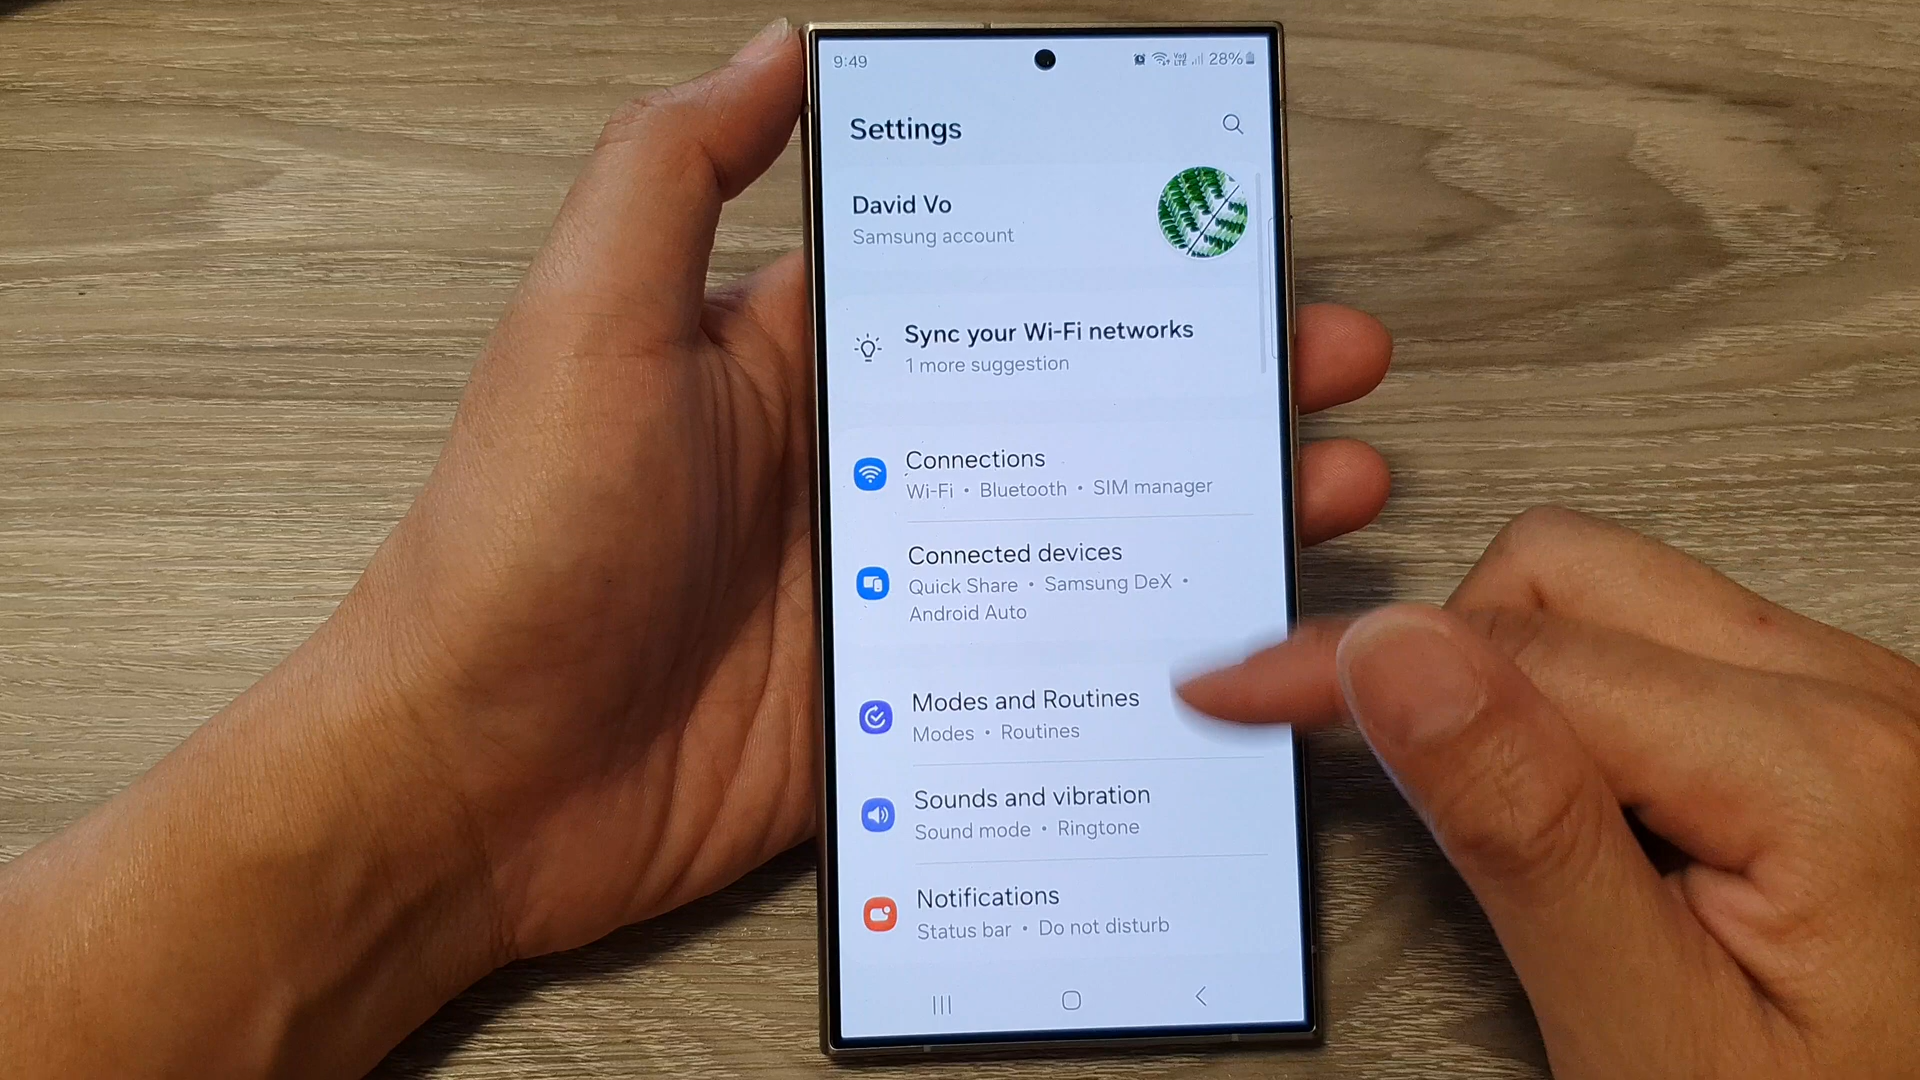 9:49
Vo)) LTE 28%
Settings
David Vo
Samsung account
Sync your Wi-Fi networks
1 more suggestion
Connections
Wi-Fi • Bluetooth • SIM manager
Connected devices
Quick Share • Samsung DeX •
Android Auto
Modes and Routines
Modes • Routines
Sounds and vibration
Sound mode • Ringtone
Notifications
Status bar • Do not disturb